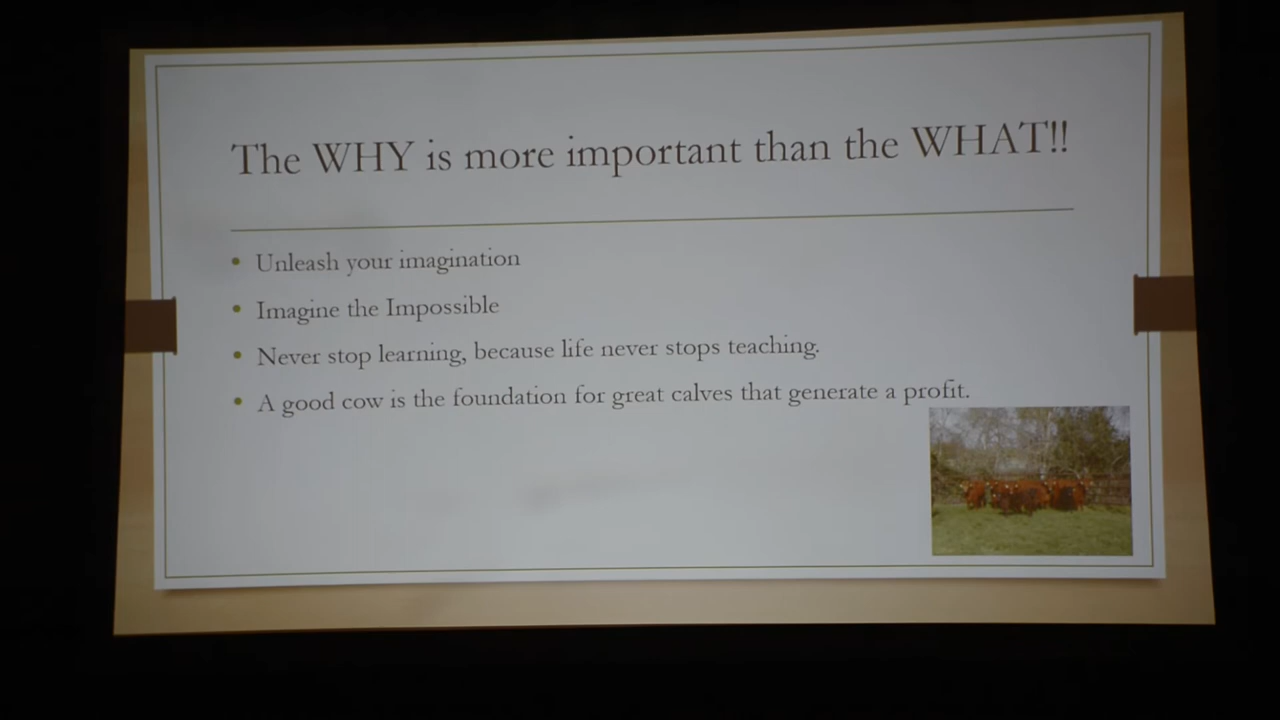 The WHY is more important than the WHAT!!
Unleash your imagination
Imagine the Impossible
Never stop learning, because life never stops teaching.
A good cow is the foundation for great calves that generate a profit.